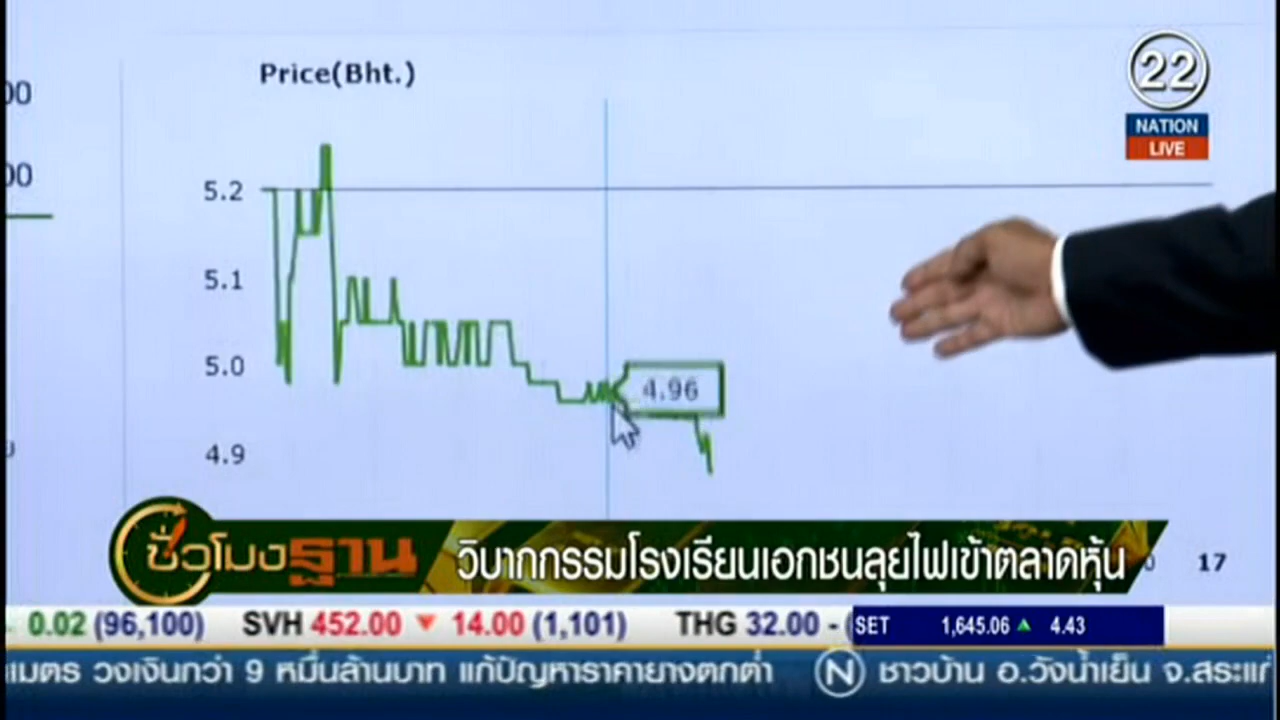 Price(Bht.)
22
NATION
LIVE
00
00
5.2
5.1
5.0
4.96
4.9
17
ชั่วโมงฐาน วิบากกรรมโรงเรียนเอกชนลุยไฟเข้าตลาดหุ้น
0.02 (96,100) SVH 452.00 ▼ 14.00 (1,101) THG 32.00 - (
SET 1,645.06 ▲ 4.43
เมตร วงเงินกว่า 9 หมื่นล้านบาท แก้ปัญหาราคายางตกต่ำ N ชาวบ้าน อ.วังน้ำเย็น จ.สระแก้